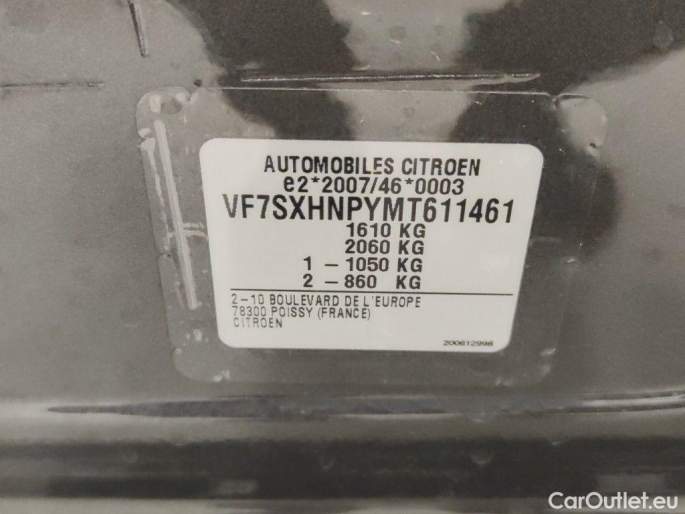 AUTOMOBILES CITROEN
e2*2007/46*0003
VF7SXHNPYMT611461
1610 KG
2060 KG
1 - 1050 KG
2 - 860 KG
2-10 BOULEVARD DE L'EUROPE
78300 POISSY (FRANCE)
CITROEN
CarOutlet.eu